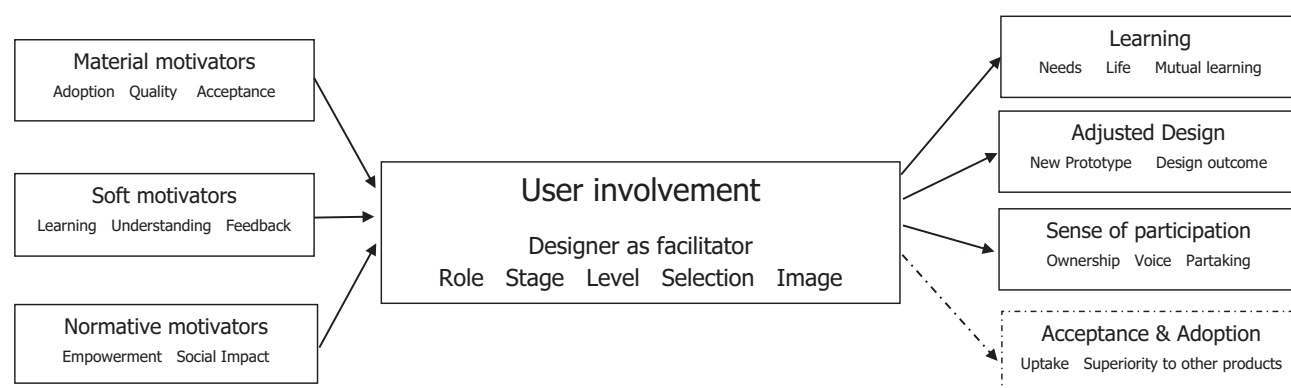 Material motivators
Adoption Quality Acceptance
Soft motivators
Learning Understanding Feedback
Normative motivators
Empowerment Social Impact
User involvement
Designer as facilitator
Role Stage Level Selection Image
Learning
Needs Life Mutual learning
Adjusted Design
New Prototype Design outcome
Sense of participation
Ownership Voice Partaking
Acceptance & Adoption
Uptake Superiority to other products